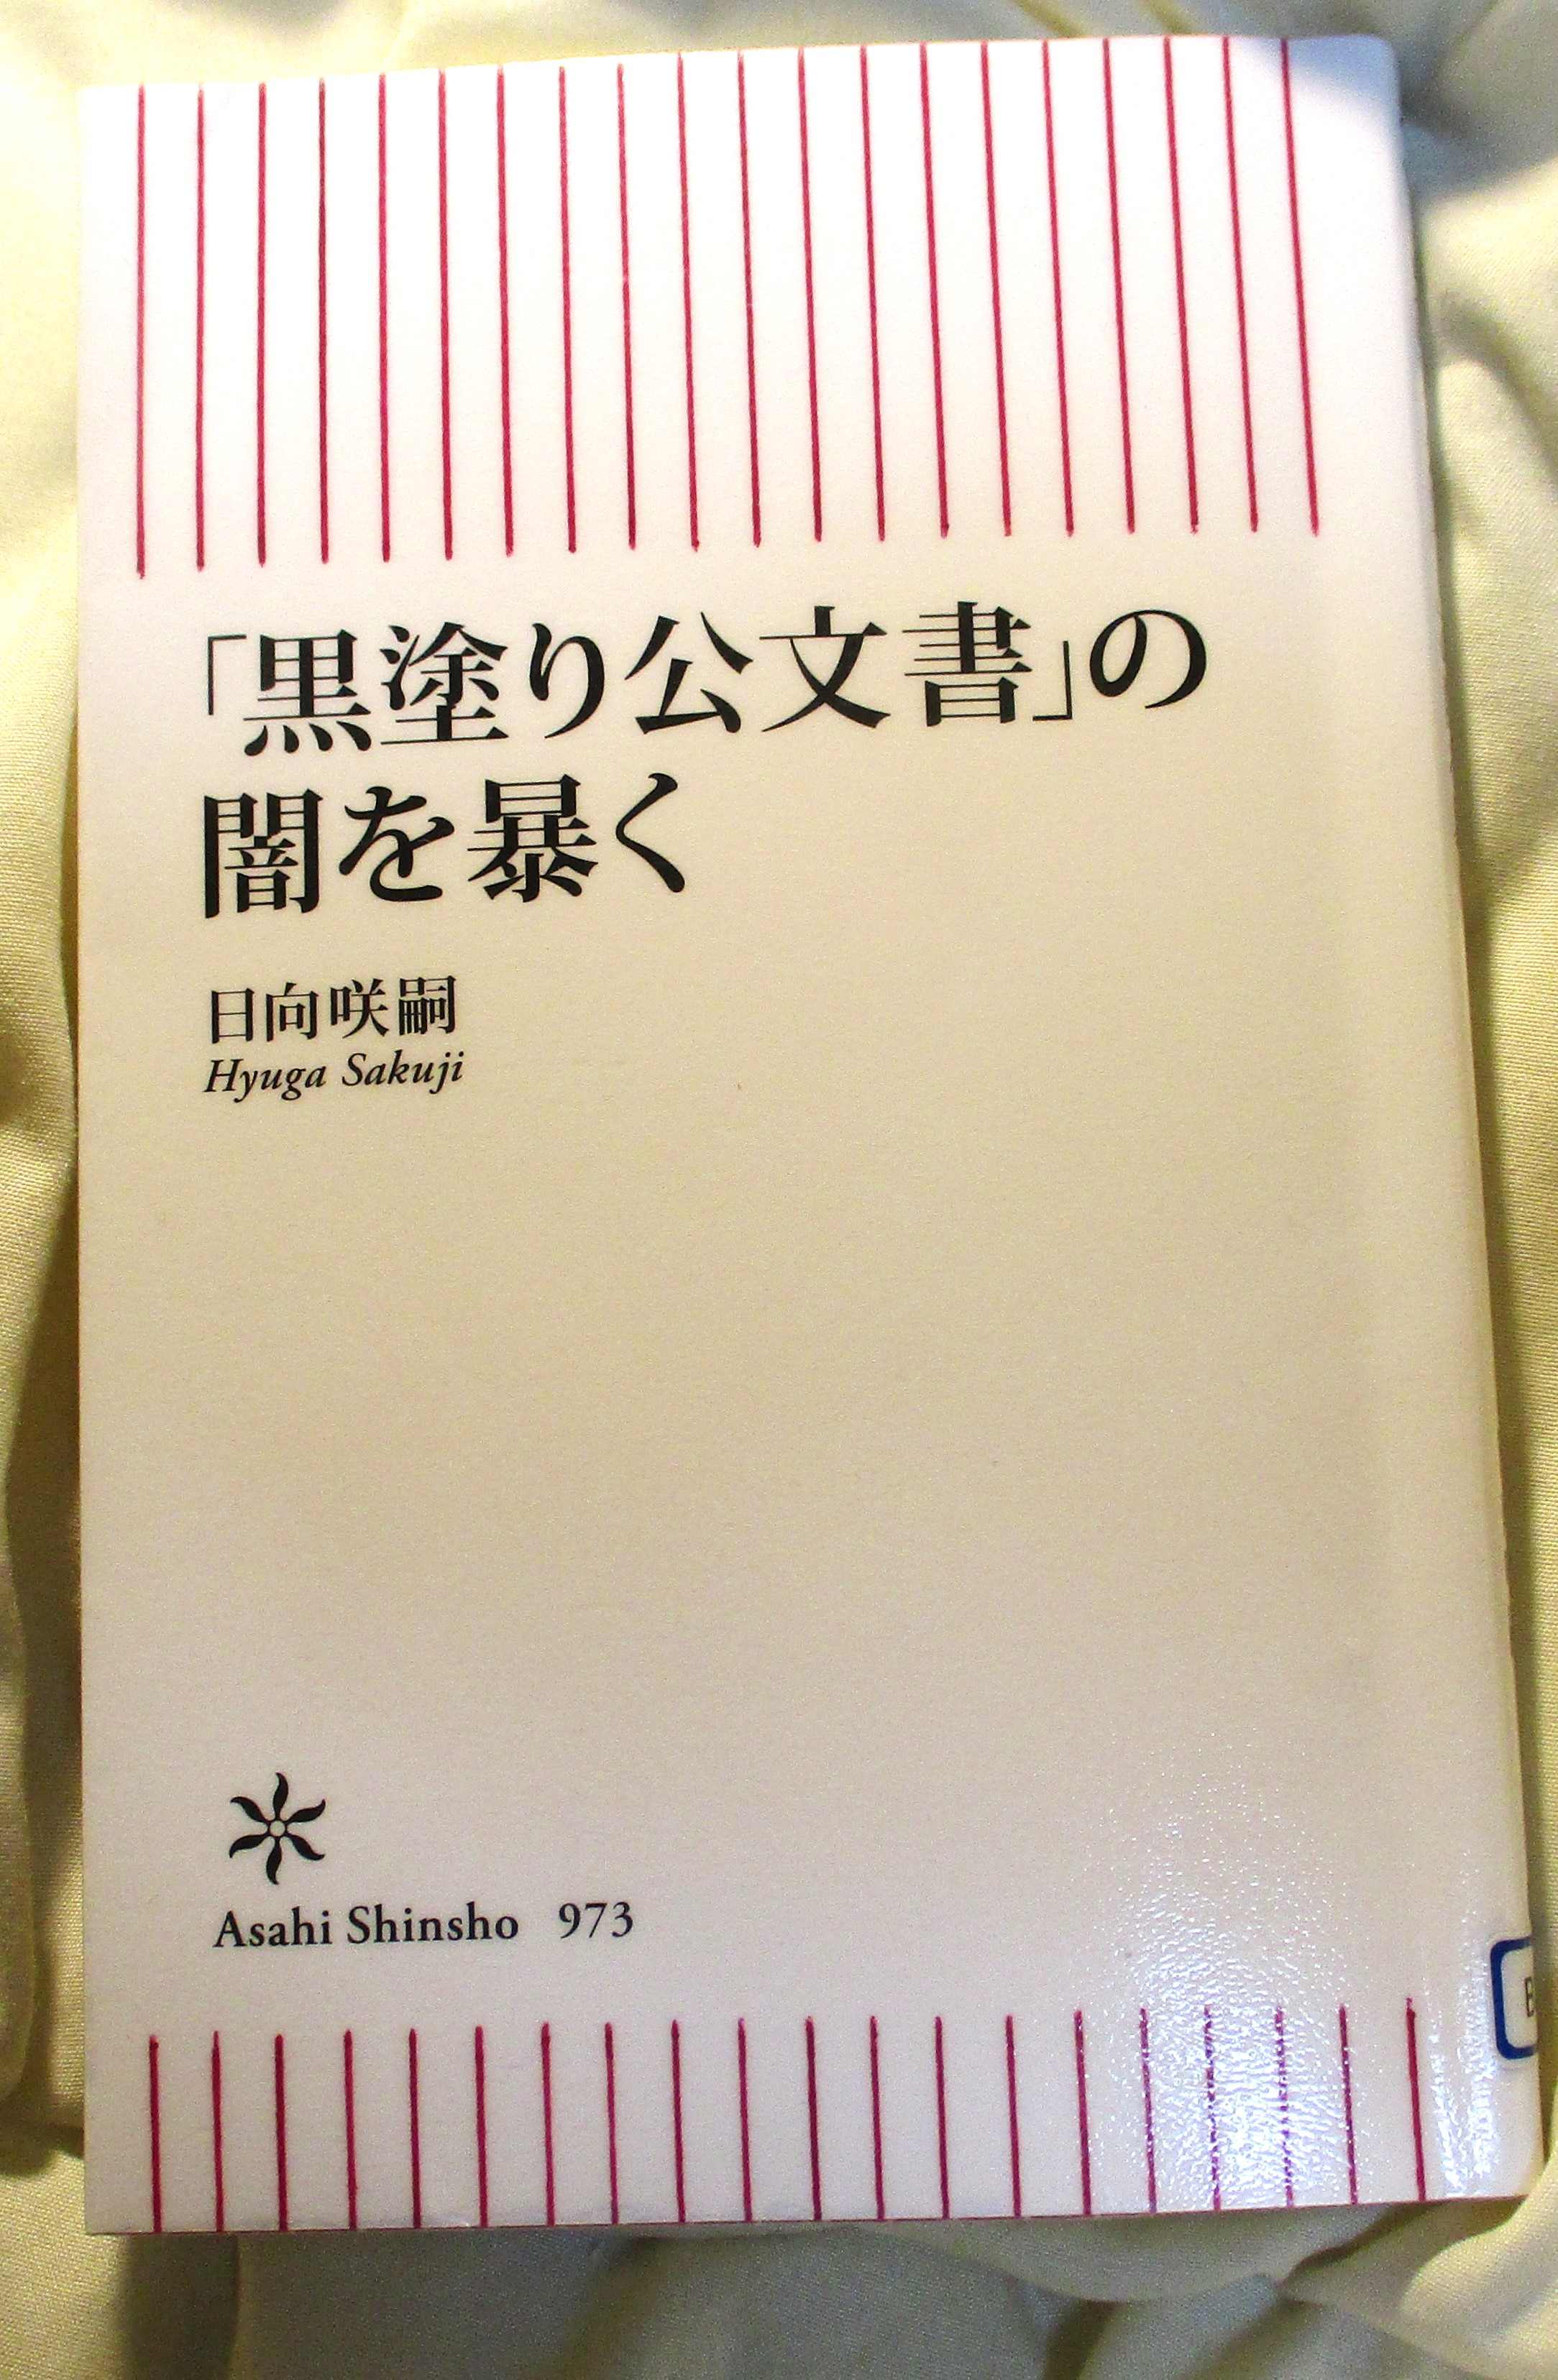 「黒塗り公文書」の
闇を暴く
日向咲嗣
Hyuga Sakuji
Asahi Shinsho 973